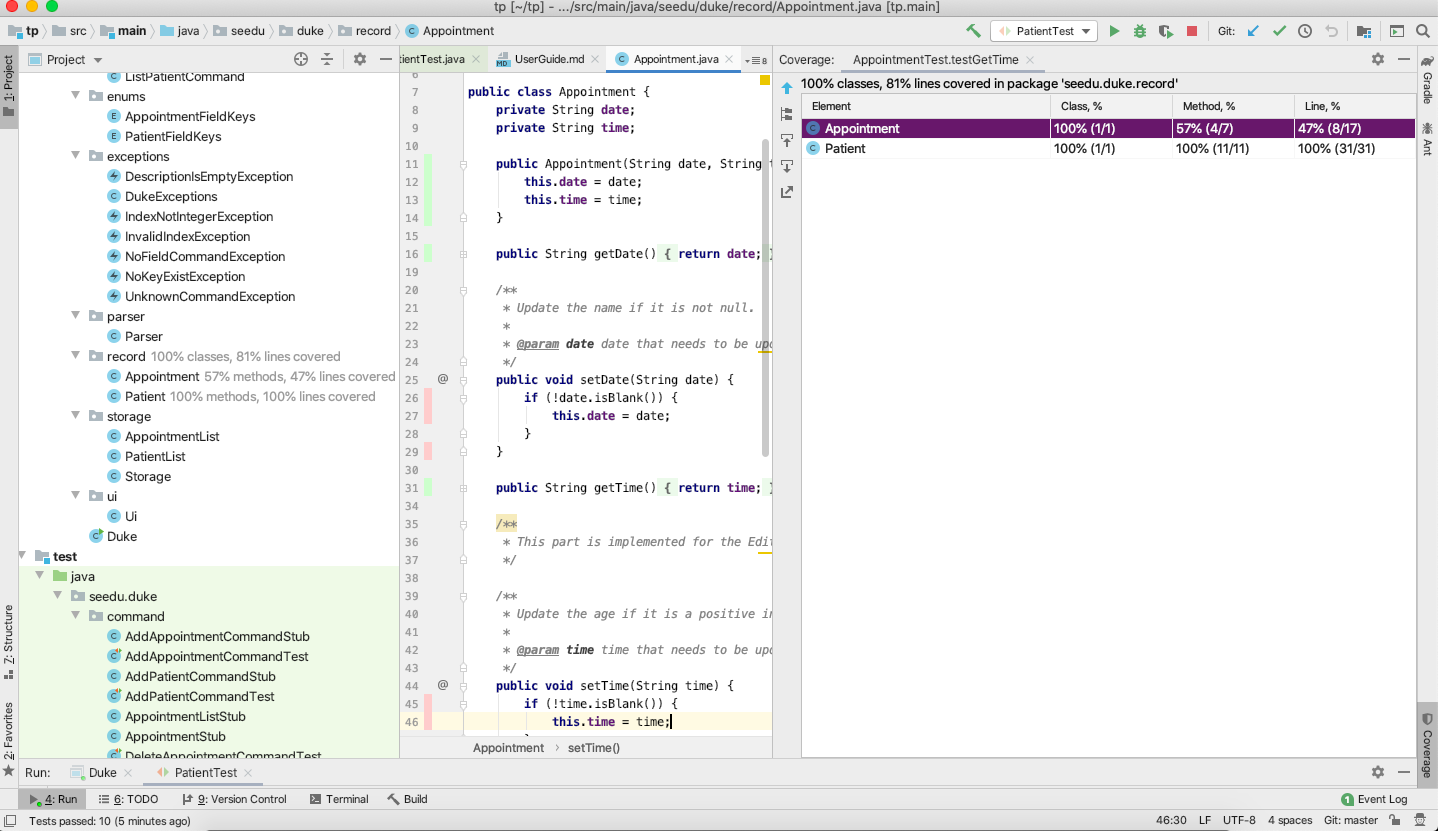 tp [~/tp] - .../src/main/java/seedu/duke/record/Appointment.java [tp.main]
tp src main java seedu duke record Appointment PatientTest Git:
1: Project
Project
ListPatientCommand
enums
AppointmentFieldKeys
PatientFieldKeys
exceptions
DescriptionIsEmptyException
DukeExceptions
IndexNotIntegerException
InvalidIndexException
NoFieldCommandException
NoKeyExistException
UnknownCommandException
parser
Parser
record 100% classes, 81% lines covered
Appointment 57% methods, 47% lines covered
Patient 100% methods, 100% lines covered
storage
AppointmentList
PatientList
Storage
ui
Ui
Duke
test
java
seedu.duke
command
AddAppointmentCommandStub
AddAppointmentCommandTest
AddPatientCommandStub
AddPatientCommandTest
AppointmentListStub
AppointmentStub
DeleteAppointmentCommandTest
Z: Structure
2: Favorites
tientTest.java UserGuide.md Appointment.java 8
6
7 public class Appointment {
8 private String date;
9 private String time;
10
11 public Appointment(String date, String t
12 this.date = date;
13 this.time = time;
14 }
15
16 public String getDate() { return date; }
19
20 /**
21 * Update the name if it is not null.
22 *
23 * @param date date that needs to be upd
24 */
25 @ public void setDate(String date) {
26 if (!date.isBlank()) {
27 this.date = date;
28 }
29 }
30
31 public String getTime() { return time; }
34
35 /**
36 * This part is implemented for the Edit
37 */
38
39 /**
40 * Update the age if it is a positive in
41 *
42 * @param time time that needs to be upd
43 */
44 @ public void setTime(String time) {
45 if (!time.isBlank()) {
46 this.time = time;
Appointment › setTime()
Coverage: AppointmentTest.testGetTime
100% classes, 81% lines covered in package 'seedu.duke.record'
Element Class, % Method, % Line, %
Appointment 100% (1/1) 57% (4/7) 47% (8/17)
Patient 100% (1/1) 100% (11/11) 100% (31/31)
Gradle
Ant
Coverage
Run: Duke PatientTest
4: Run 6: TODO 9: Version Control Terminal Build 1 Event Log
Tests passed: 10 (5 minutes ago) 46:30 LF UTF-8 4 spaces Git: master